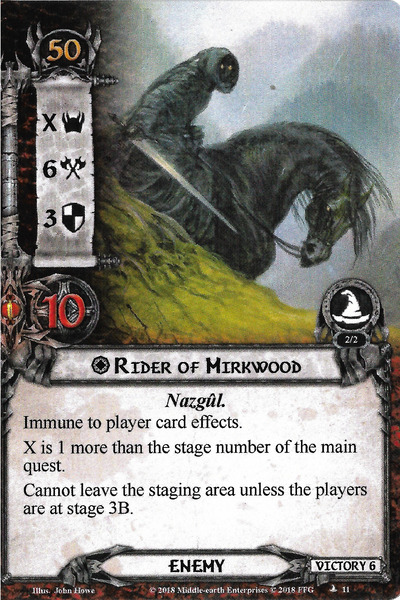 50
X
6
3
10
2/2
RIDER OF MIRKWOOD
Nazgûl.
Immune to player card effects.
X is 1 more than the stage number of the main
quest.
Cannot leave the staging area unless the players
are at stage 3B.
ENEMY
VICTORY 6
Illus. John Howe
© 2018 Middle-earth Enterprises © 2018 FFG
11